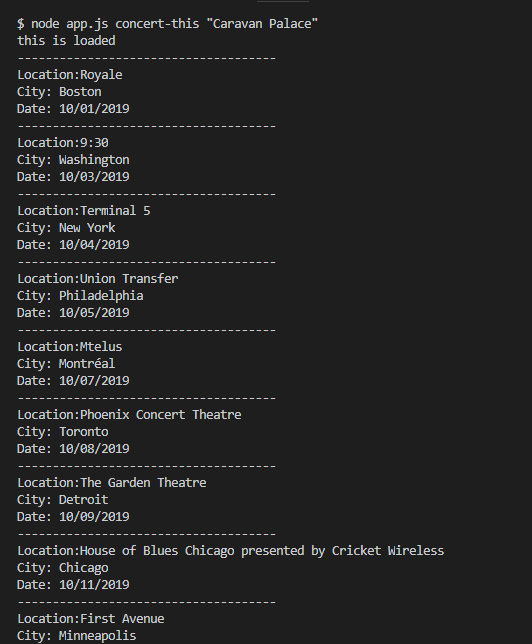 $ node app.js concert-this "Caravan Palace"
this is loaded
-------------------------------------
Location:Royale
City: Boston
Date: 10/01/2019
-------------------------------------
Location:9:30
City: Washington
Date: 10/03/2019
-------------------------------------
Location:Terminal 5
City: New York
Date: 10/04/2019
-------------------------------------
Location:Union Transfer
City: Philadelphia
Date: 10/05/2019
-------------------------------------
Location:Mtelus
City: Montréal
Date: 10/07/2019
-------------------------------------
Location:Phoenix Concert Theatre
City: Toronto
Date: 10/08/2019
-------------------------------------
Location:The Garden Theatre
City: Detroit
Date: 10/09/2019
-------------------------------------
Location:House of Blues Chicago presented by Cricket Wireless
City: Chicago
Date: 10/11/2019
-------------------------------------
Location:First Avenue
City: Minneapolis